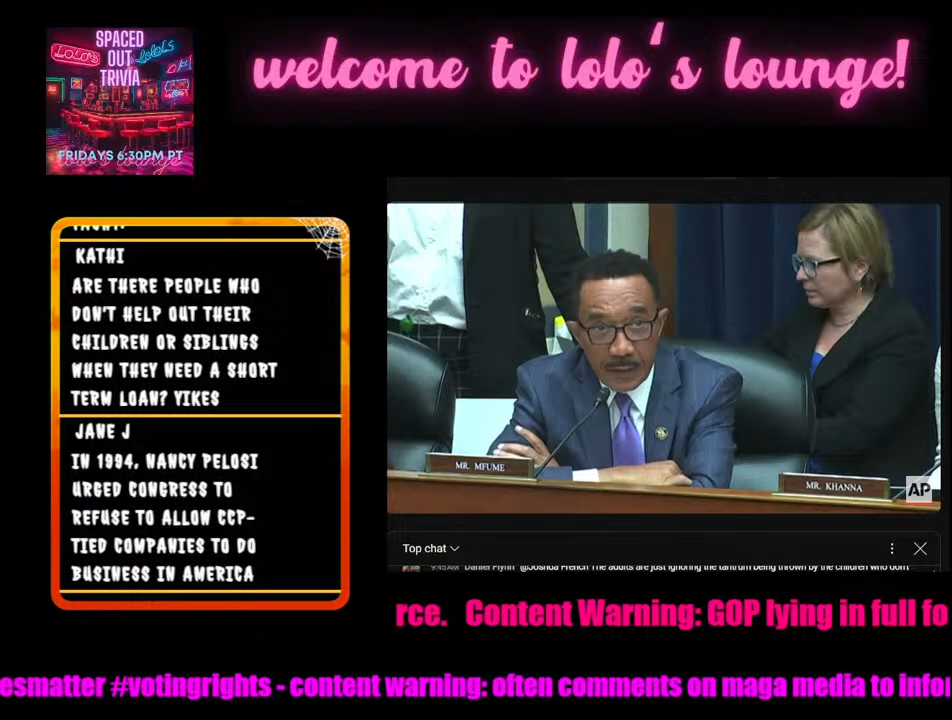 SPACED
OUT
TRIVIA
LOLO'S
FRIDAYS 6:30PM PT
lolo's lounge
welcome to lolo's lounge!
KATHI
ARE THERE PEOPLE WHO
DON'T HELP OUT THEIR
CHILDREN OR SIBLINGS
WHEN THEY NEED A SHORT
TERM LOAN? YIKES
JANE J
IN 1994, NANCY PELOSI
URGED CONGRESS TO
REFUSE TO ALLOW CCP-
TIED COMPANIES TO DO
BUSINESS IN AMERICA
MR. MFUME
MR. KHANNA
AP
Top chat
9:45AM Daniel Flynn @Joshua French The adults are just ignoring the tantrum being thrown by the children who don't
rce. Content Warning: GOP lying in full fo
esmatter #votingrights - content warning: often comments on maga media to infor